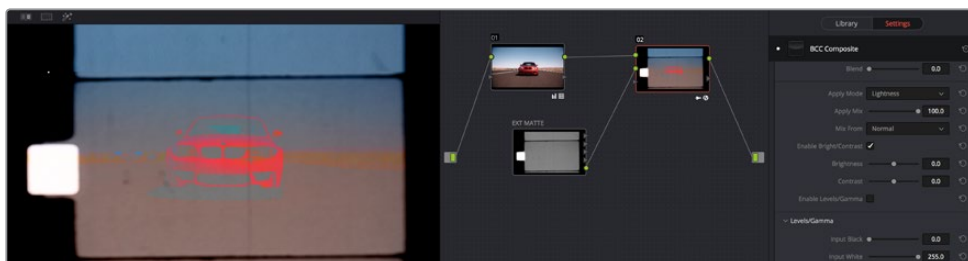 Library Settings
BCC Composite
Blend 0.0
Apply Mode Lightness
Apply Mix 100.0
Mix From Normal
Enable Bright/Contrast
Brightness 0.0
Contrast 0.0
Enable Levels/Gamma
Levels/Gamma
Input Black 0.0
Input White 255.0
01
02
EXT MATTE